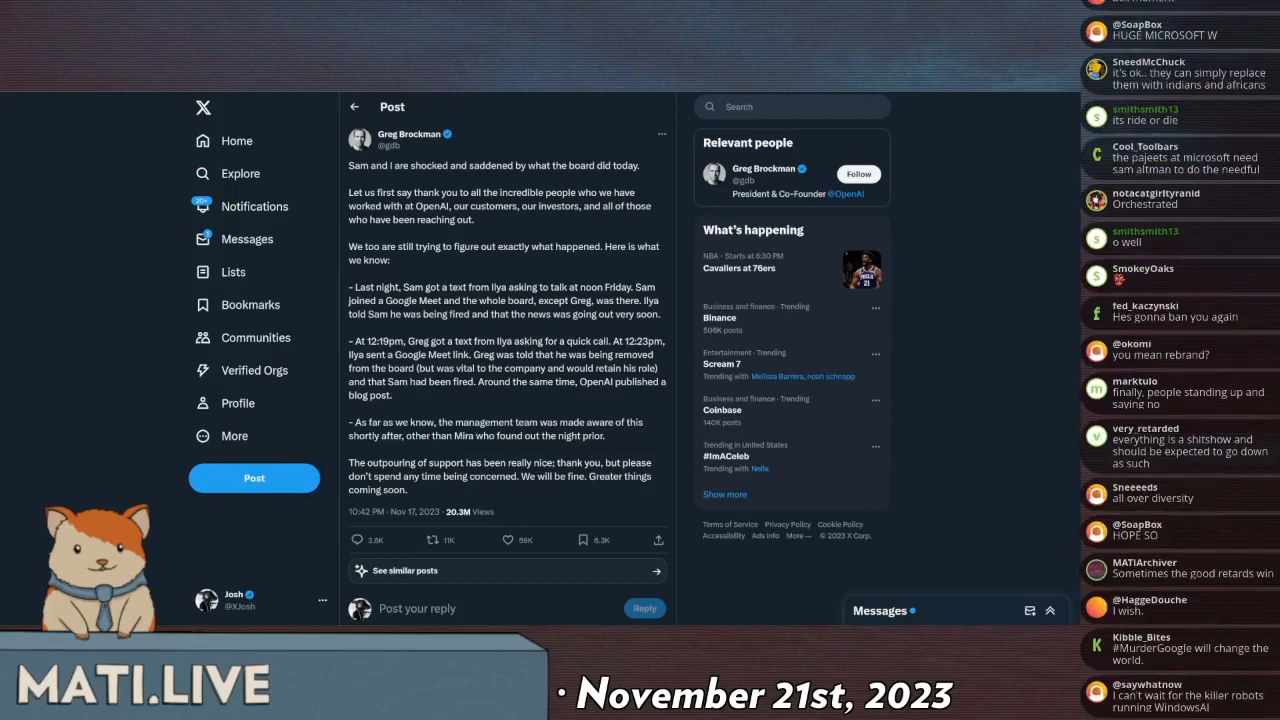 Home
Explore
20+
Notifications
1
Messages
Lists
Bookmarks
Communities
Verified Orgs
Profile
More
Post
Josh
@XJosh
Post
Greg Brockman
@gdb
Sam and I are shocked and saddened by what the board did today.
Let us first say thank you to all the incredible people who we have
worked with at OpenAI, our customers, our investors, and all of those
who have been reaching out.
We too are still trying to figure out exactly what happened. Here is what
we know:
- Last night, Sam got a text from Ilya asking to talk at noon Friday. Sam
joined a Google Meet and the whole board, except Greg, was there. Ilya
told Sam he was being fired and that the news was going out very soon.
- At 12:19pm, Greg got a text from Ilya asking for a quick call. At 12:23pm,
Ilya sent a Google Meet link. Greg was told that he was being removed
from the board (but was vital to the company and would retain his role)
and that Sam had been fired. Around the same time, OpenAI published a
blog post.
- As far as we know, the management team was made aware of this
shortly after, other than Mira who found out the night prior.
The outpouring of support has been really nice; thank you, but please
don't spend any time being concerned. We will be fine. Greater things
coming soon.
10:42 PM · Nov 17, 2023 · 20.3M Views
3.6K 11K 59K 6.3K
See similar posts
Post your reply
Reply
Search
Relevant people
Greg Brockman
@gdb
Follow
President & Co-Founder @OpenAI
What's happening
NBA · Starts at 6:30 PM
Cavaliers at 76ers
Business and finance · Trending
Binance
506K posts
Entertainment · Trending
Scream 7
Trending with Melissa Barrera, noah schnapp
Business and finance · Trending
Coinbase
140K posts
Trending in United States
#ImACeleb
Trending with Nella
Show more
Terms of Service Privacy Policy Cookie Policy
Accessibility Ads info More ··· © 2023 X Corp.
Messages
@SoapBox
HUGE MICROSOFT W
SneedMcChuck
it's ok.. they can simply replace
them with indians and africans
smithsmith13
its ride or die
Cool_Toolbars
the pajeets at microsoft need
sam altman to do the needful
notacatgirltyranid
Orchestrated
smithsmith13
o well
SmokeyOaks
fed_kaczynski
Hes gonna ban you again
@okomi
you mean rebrand?
marktulo
finally, people standing up and
saying no
very_retarded
everything is a shitshow and
should be expected to go down
as such
Sneeeeds
all over diversity
@SoapBox
HOPE SO
MATIArchiver
Sometimes the good retards win
@HaggeDouche
I wish.
Kibble_Bites
#MurderGoogle will change the
world.
@saywhatnow
I can't wait for the killer robots
running WindowsAI
MATI.LIVE
· November 21st, 2023